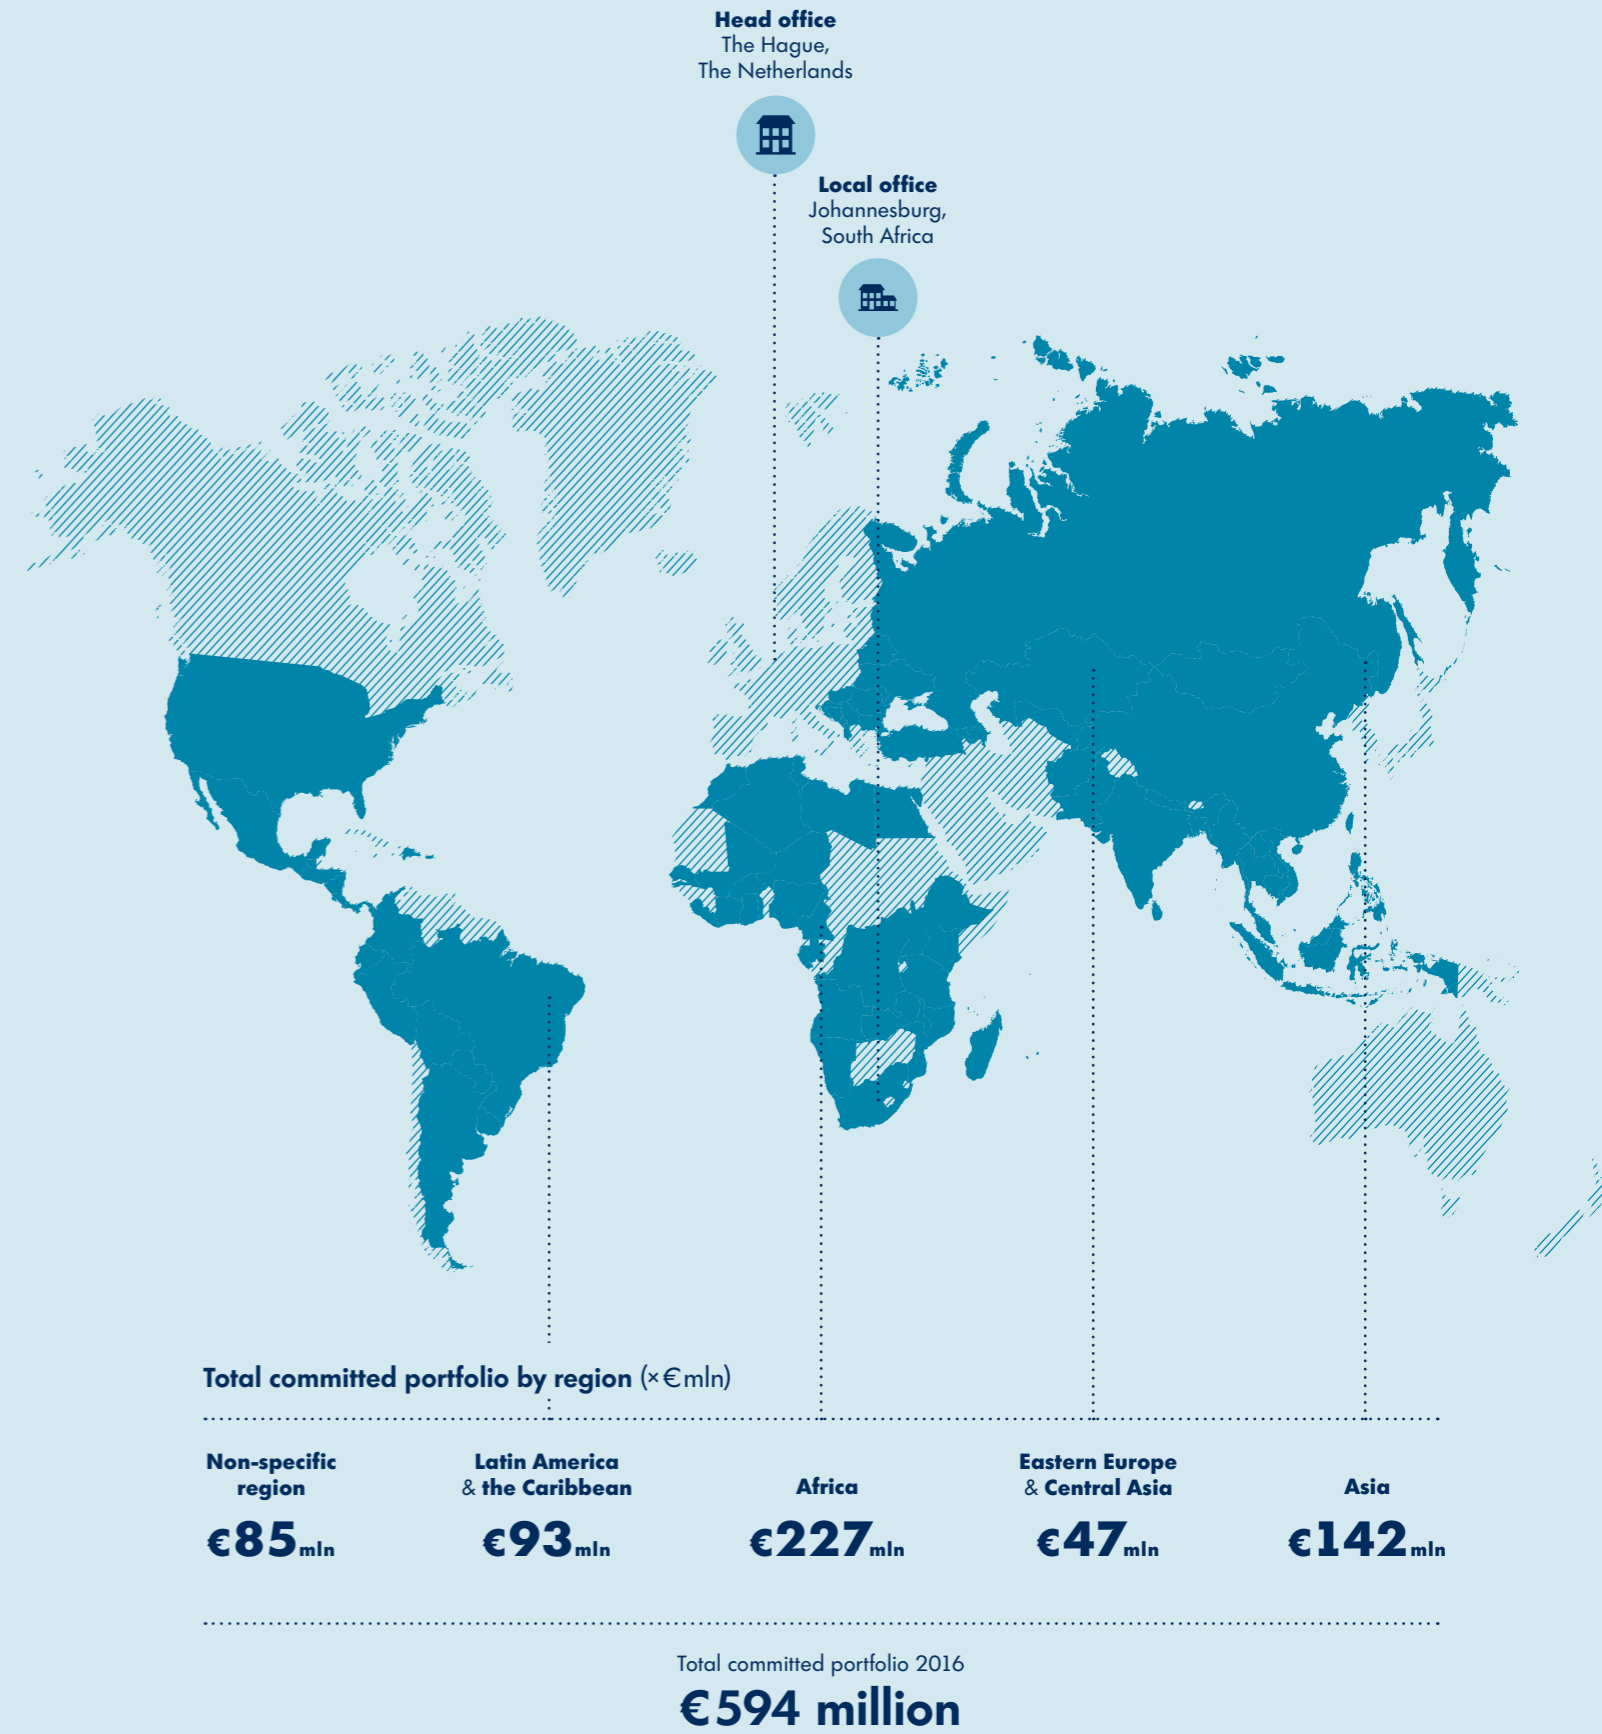 Head office
The Hague,
The Netherlands
Local office
Johannesburg,
South Africa
Total committed portfolio by region (×€mln)
Non-specific
region
€85mln
Latin America
& the Caribbean
€93mln
Africa
€227mln
Eastern Europe
& Central Asia
€47mln
Asia
€142mln
Total committed portfolio 2016
€594 million